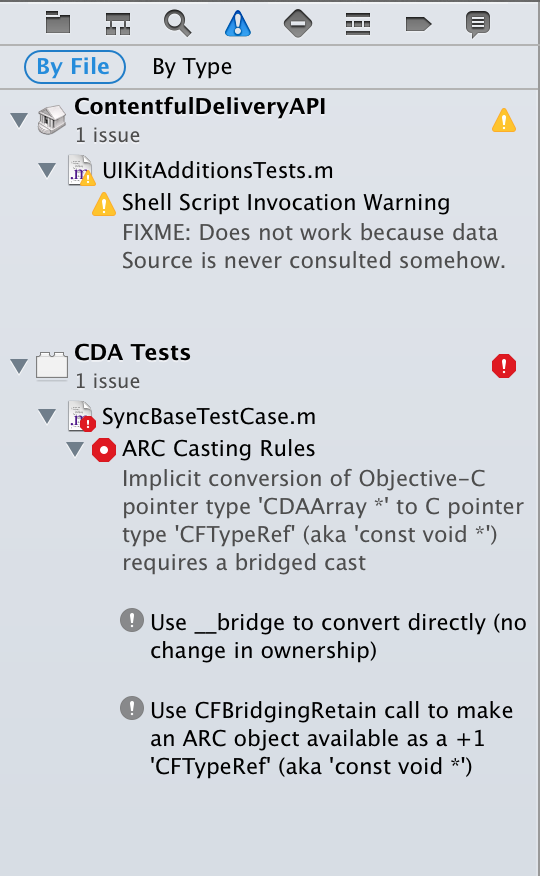 By File By Type
ContentfulDeliveryAPI
1 issue
.m UIKitAdditionsTests.m
Shell Script Invocation Warning
FIXME: Does not work because data
Source is never consulted somehow.
CDA Tests
1 issue
.m SyncBaseTestCase.m
ARC Casting Rules
Implicit conversion of Objective-C
pointer type 'CDAArray *' to C pointer
type 'CFTypeRef' (aka 'const void *')
requires a bridged cast
Use __bridge to convert directly (no
change in ownership)
Use CFBridgingRetain call to make
an ARC object available as a +1
'CFTypeRef' (aka 'const void *')